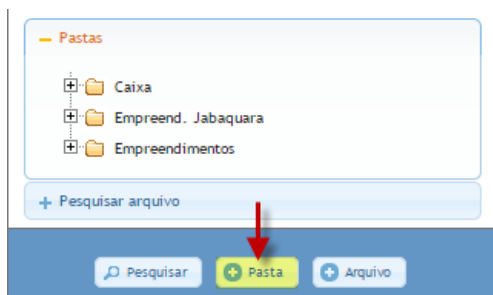 Pastas
Caixa
Empreend. Jabaquara
Empreendimentos
Pesquisar arquivo
Pesquisar Pasta Arquivo